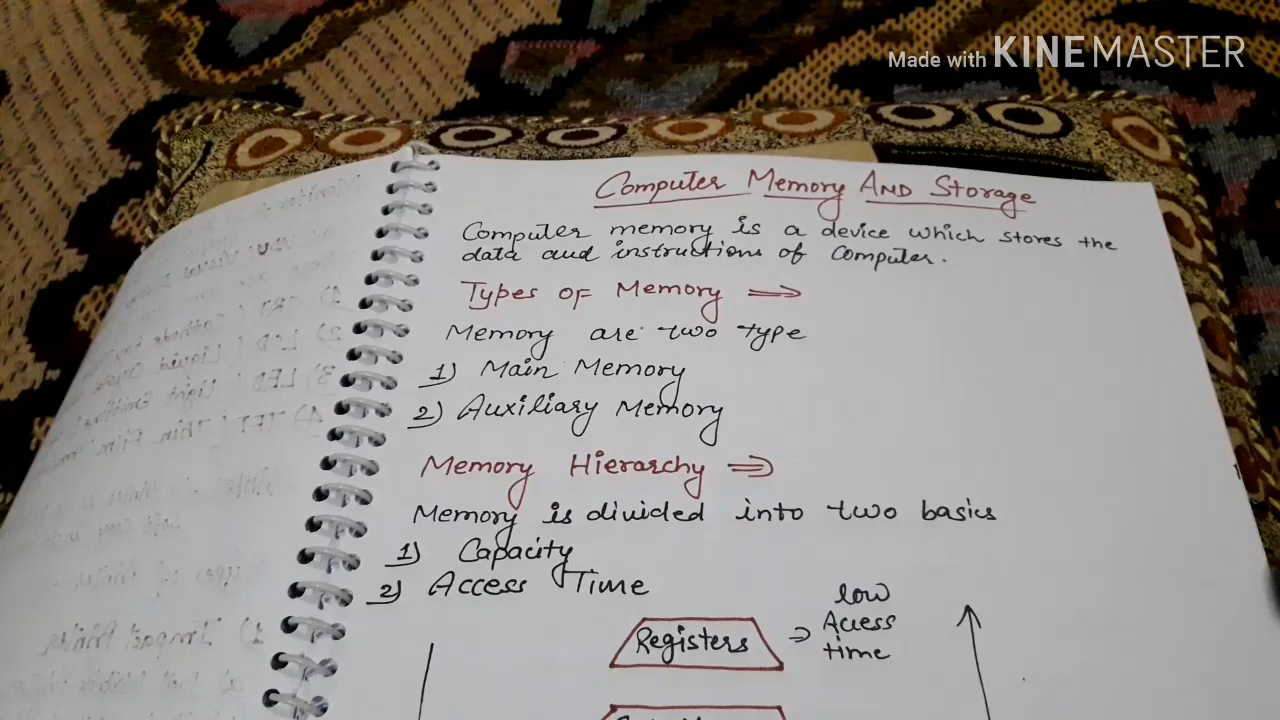 Made with KINEMASTER
Computer Memory AND Storage
Computer memory is a device which stores the
data and instructions of Computer.
Types of Memory ⇒
Memory are two type
1) Main Memory
2) Auxiliary Memory
Memory Hierarchy ⇒
Memory is divided into two basics
1) Capacity
2) Access Time
Registers ⇒ low
Access
time